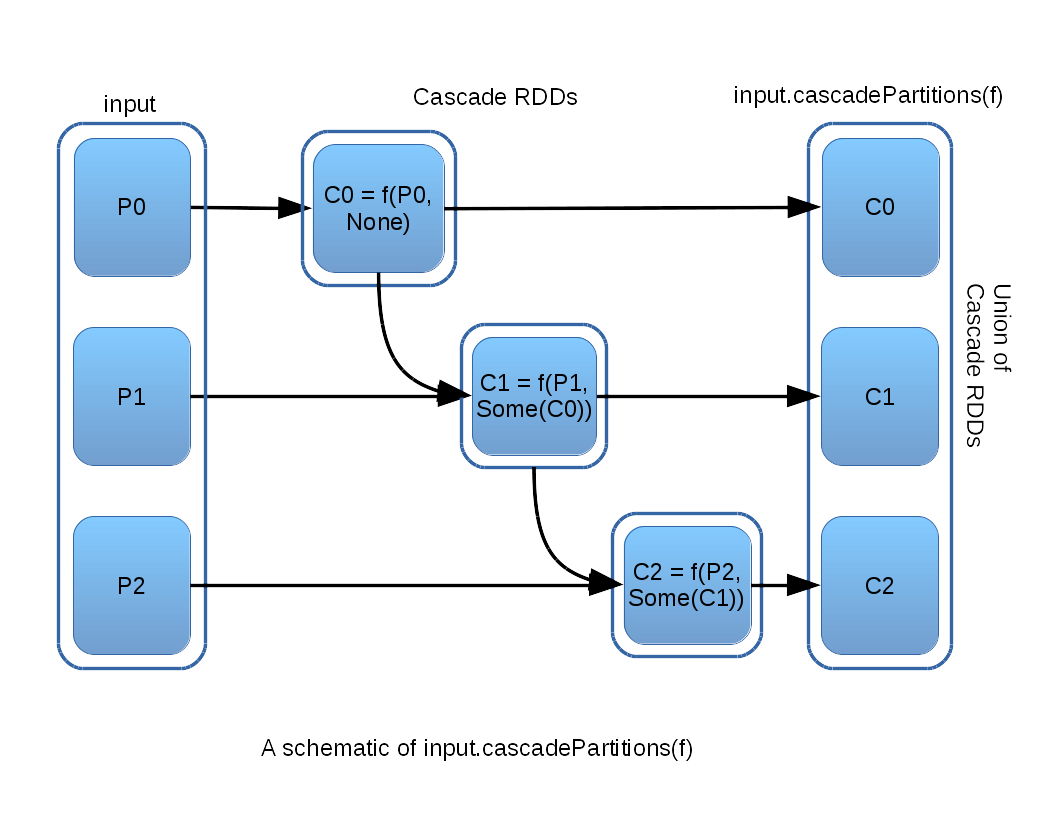 input
Cascade RDDs
input.cascadePartitions(f)
P0
C0 = f(P0,
None)
C0
P1
C1 = f(P1,
Some(C0))
C1
P2
C2 = f(P2,
Some(C1))
C2
Union of
Cascade RDDs
A schematic of input.cascadePartitions(f)